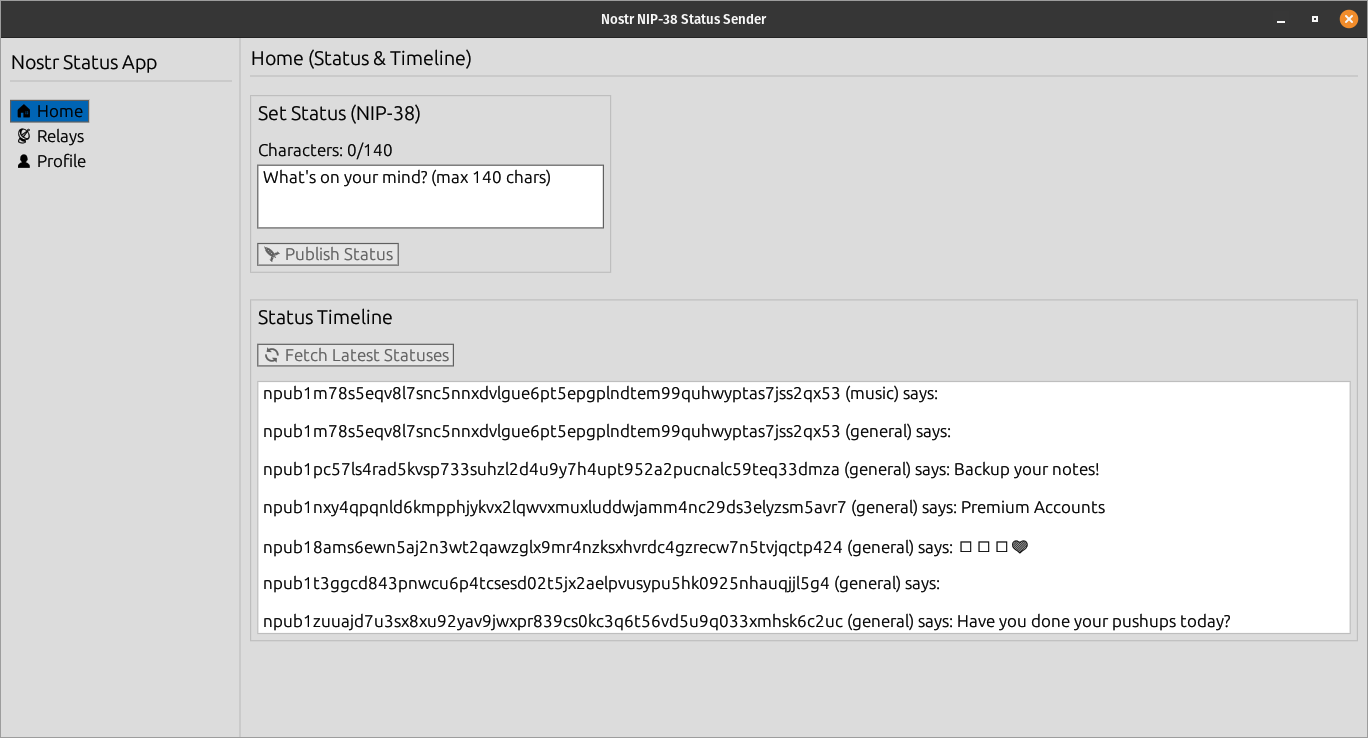 Nostr NIP-38 Status Sender
Nostr Status App
Home
Relays
Profile
Home (Status & Timeline)
Set Status (NIP-38)
Characters: 0/140
What's on your mind? (max 140 chars)
Publish Status
Status Timeline
Fetch Latest Statuses
npub1m78s5eqv8l7snc5nnxdvlgue6pt5epgplndtem99quhwyptas7jss2qx53 (music) says:
npub1m78s5eqv8l7snc5nnxdvlgue6pt5epgplndtem99quhwyptas7jss2qx53 (general) says:
npub1pc57ls4rad5kvsp733suhzl2d4u9y7h4upt952a2pucnalc59teq33dmza (general) says: Backup your notes!
npub1nxy4qpqnld6kmpphjykvx2lqwvxmuxluddwjamm4nc29ds3elyzsm5avr7 (general) says: Premium Accounts
npub18ams6ewn5aj2n3wt2qawzglx9mr4nzksxhvrdc4gzrecw7n5tvjqctp424 (general) says: □ □ □ 🖤
npub1t3ggcd843pnwcu6p4tcsesd02t5jx2aelpvusypu5hk0925nhauqjjl5g4 (general) says:
npub1zuuajd7u3sx8xu92yav9jwxpr839cs0kc3q6t56vd5u9q033xmhsk6c2uc (general) says: Have you done your pushups today?